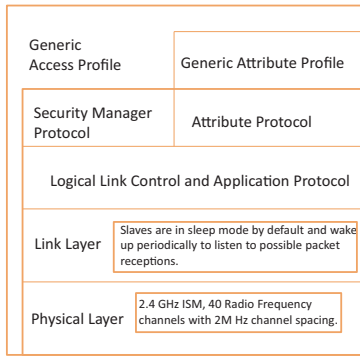 Generic
Access Profile
Generic Attribute Profile
Security Manager
Protocol
Attribute Protocol
Logical Link Control and Application Protocol
Link Layer
Slaves are in sleep mode by default and wake
up periodically to listen to possible packet
receptions.
Physical Layer
2.4 GHz ISM, 40 Radio Frequency
channels with 2M Hz channel spacing.